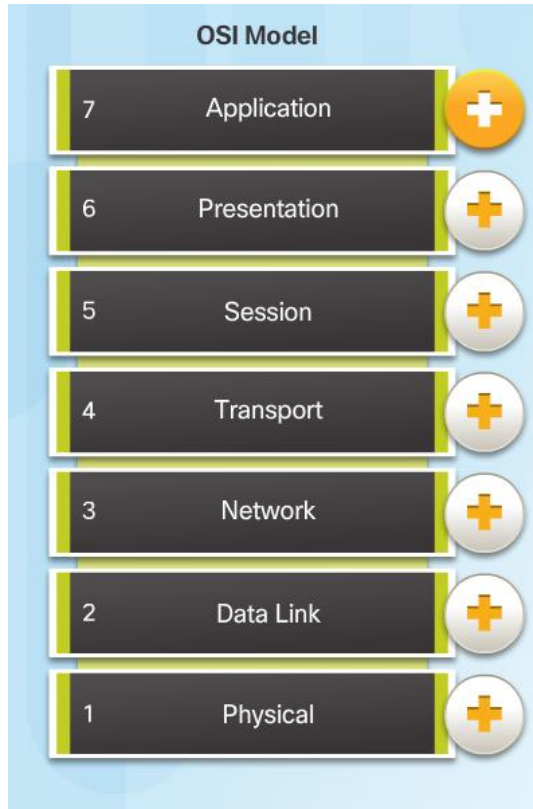 OSI Model
7 Application
6 Presentation
5 Session
4 Transport
3 Network
2 Data Link
1 Physical